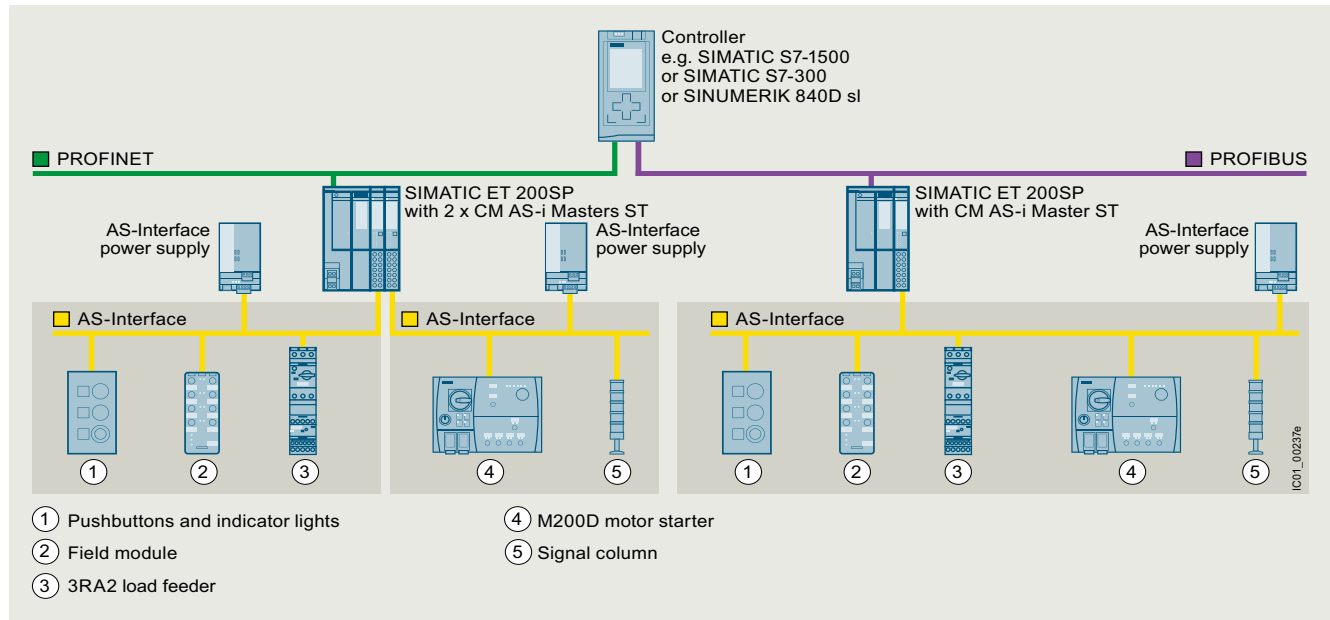 Controller
e.g. SIMATIC S7-1500
or SIMATIC S7-300
or SINUMERIK 840D sl
PROFINET
PROFIBUS
SIMATIC ET 200SP
with 2 x CM AS-i Masters ST
SIMATIC ET 200SP
with CM AS-i Master ST
AS-Interface
power supply
AS-Interface
power supply
AS-Interface
power supply
AS-Interface
AS-Interface
AS-Interface
1
2
3
4
5
1
2
3
4
5
IC01_00237e
1 Pushbuttons and indicator lights
2 Field module
3 3RA2 load feeder
4 M200D motor starter
5 Signal column